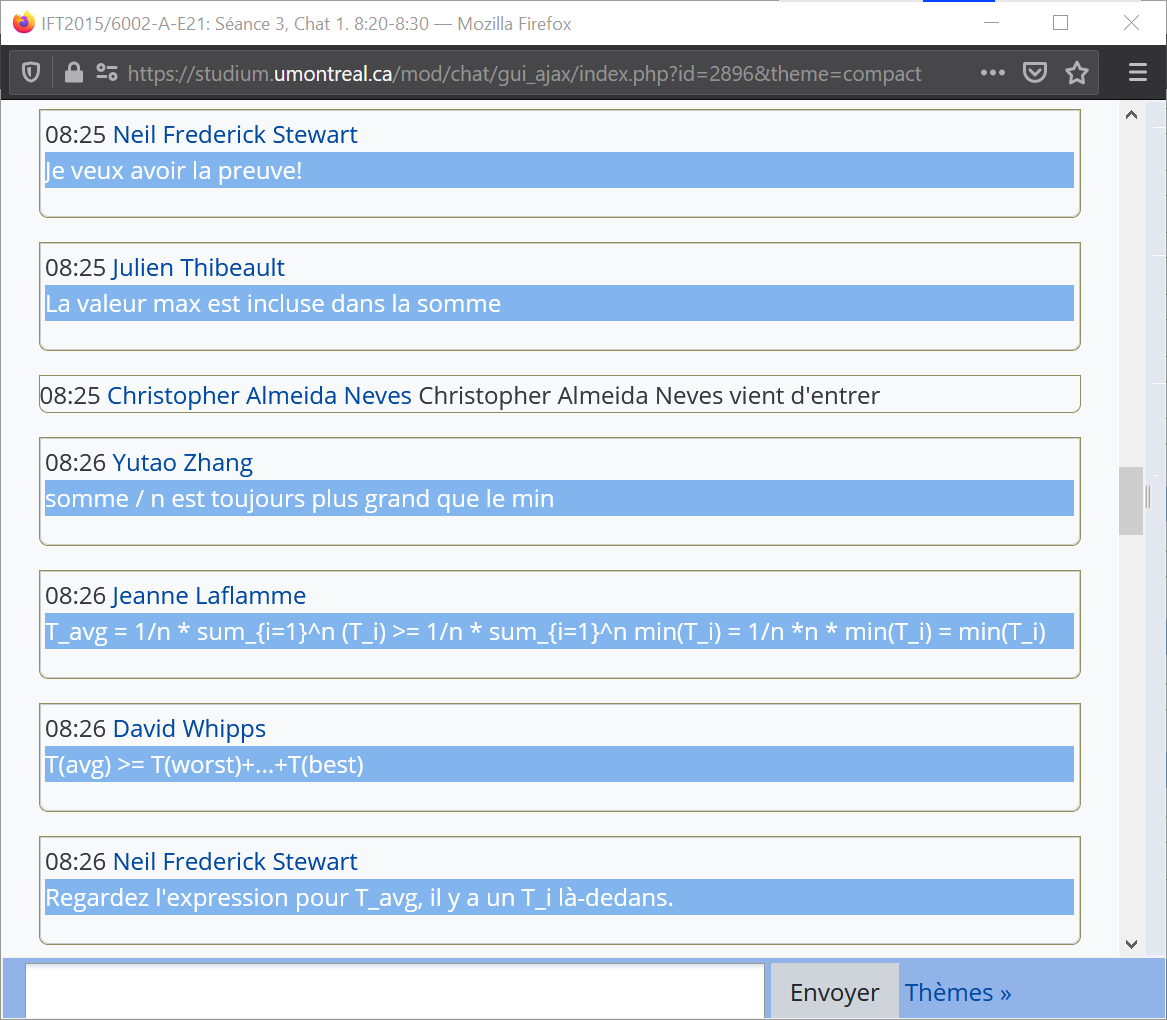 IFT2015/6002-A-E21: Séance 3, Chat 1. 8:20-8:30 — Mozilla Firefox
https://studium.umontreal.ca/mod/chat/gui_ajax/index.php?id=2896&theme=compact
08:25 Neil Frederick Stewart
Je veux avoir la preuve!
08:25 Julien Thibeault
La valeur max est incluse dans la somme
08:25 Christopher Almeida Neves Christopher Almeida Neves vient d'entrer
08:26 Yutao Zhang
somme / n est toujours plus grand que le min
08:26 Jeanne Laflamme
T_avg = 1/n * sum_{i=1}^n (T_i) >= 1/n * sum_{i=1}^n min(T_i) = 1/n *n * min(T_i) = min(T_i)
08:26 David Whipps
T(avg) >= T(worst)+...+T(best)
08:26 Neil Frederick Stewart
Regardez l'expression pour T_avg, il y a un T_i là-dedans.
Envoyer Thèmes »